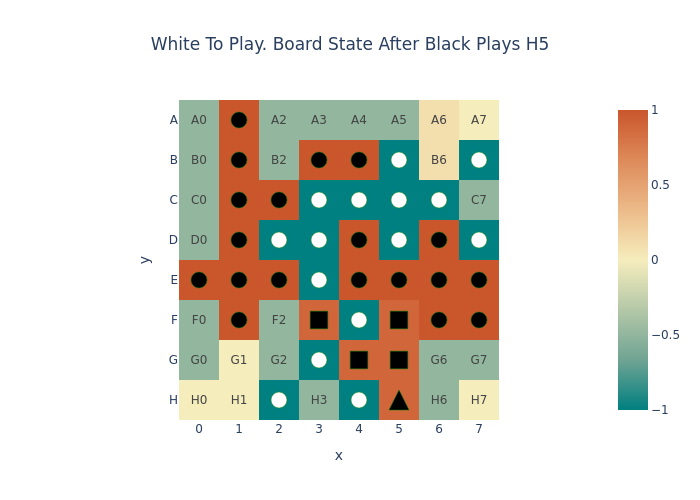 White To Play. Board State After Black Plays H5
A A0 A2 A3 A4 A5 A6 A7
B B0 B2 B6
C C0 C7
D D0
E
F F0 F2
G G0 G1 G2 G6 G7
H H0 H1 H3 H6 H7
0 1 2 3 4 5 6 7
x
y
1
0.5
0
−0.5
−1